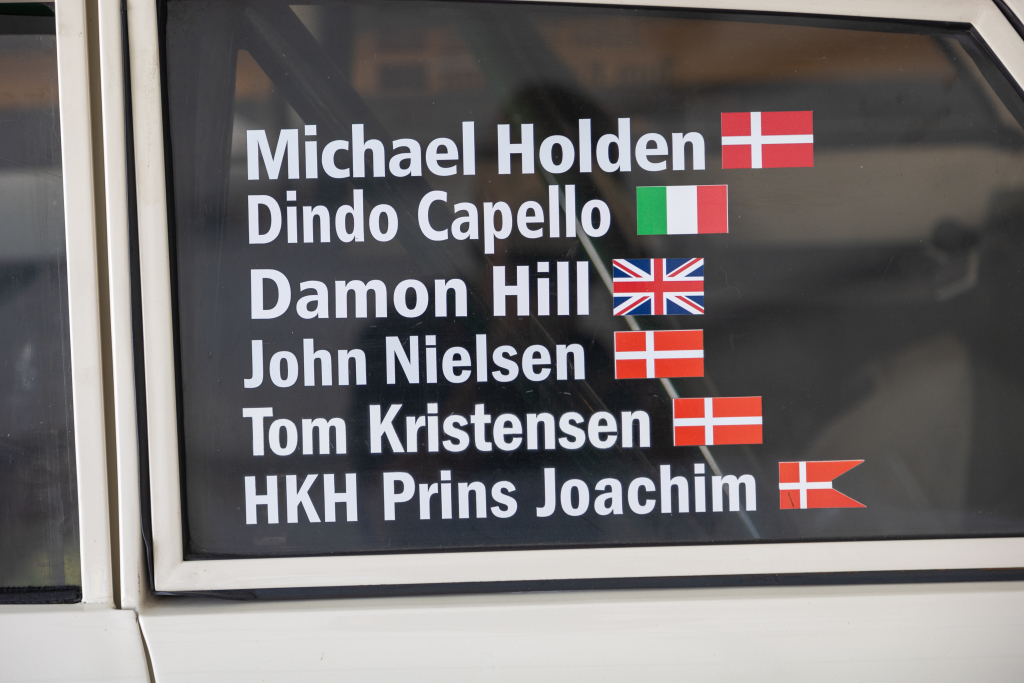 Michael Holden
Dindo Capello
Damon Hill
John Nielsen
Tom Kristensen
HKH Prins Joachim